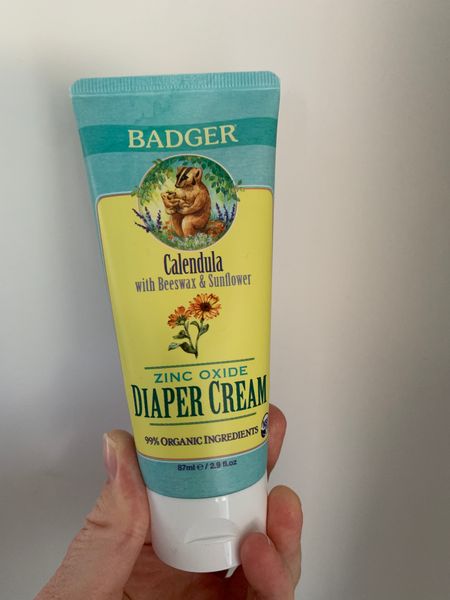 BADGER
Calendula
with Beeswax & Sunflower
ZINC OXIDE
DIAPER CREAM
99% ORGANIC INGREDIENTS
87ml ℮ / 2.9 fl.oz